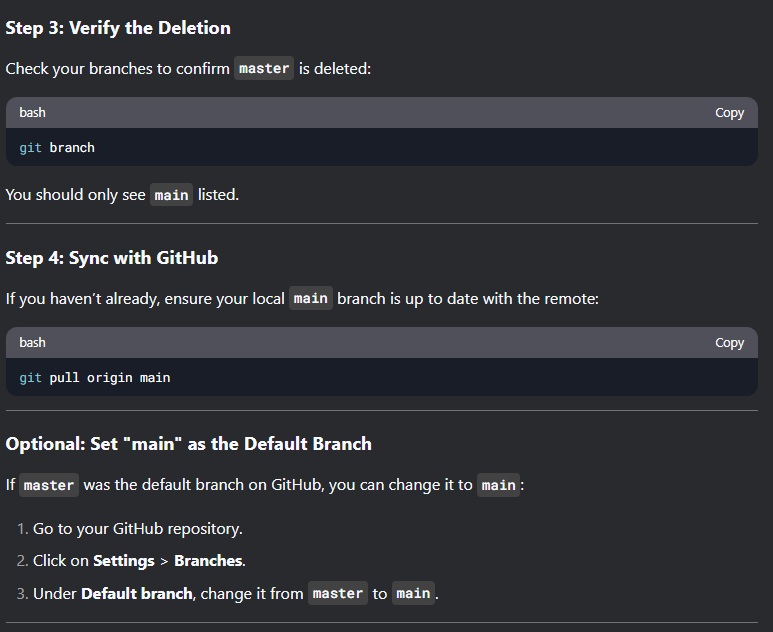 Step 3: Verify the Deletion
Check your branches to confirm master is deleted:
bash Copy
git branch
You should only see main listed.
Step 4: Sync with GitHub
If you haven't already, ensure your local main branch is up to date with the remote:
bash Copy
git pull origin main
Optional: Set "main" as the Default Branch
If master was the default branch on GitHub, you can change it to main:
1. Go to your GitHub repository.
2. Click on Settings > Branches.
3. Under Default branch, change it from master to main.